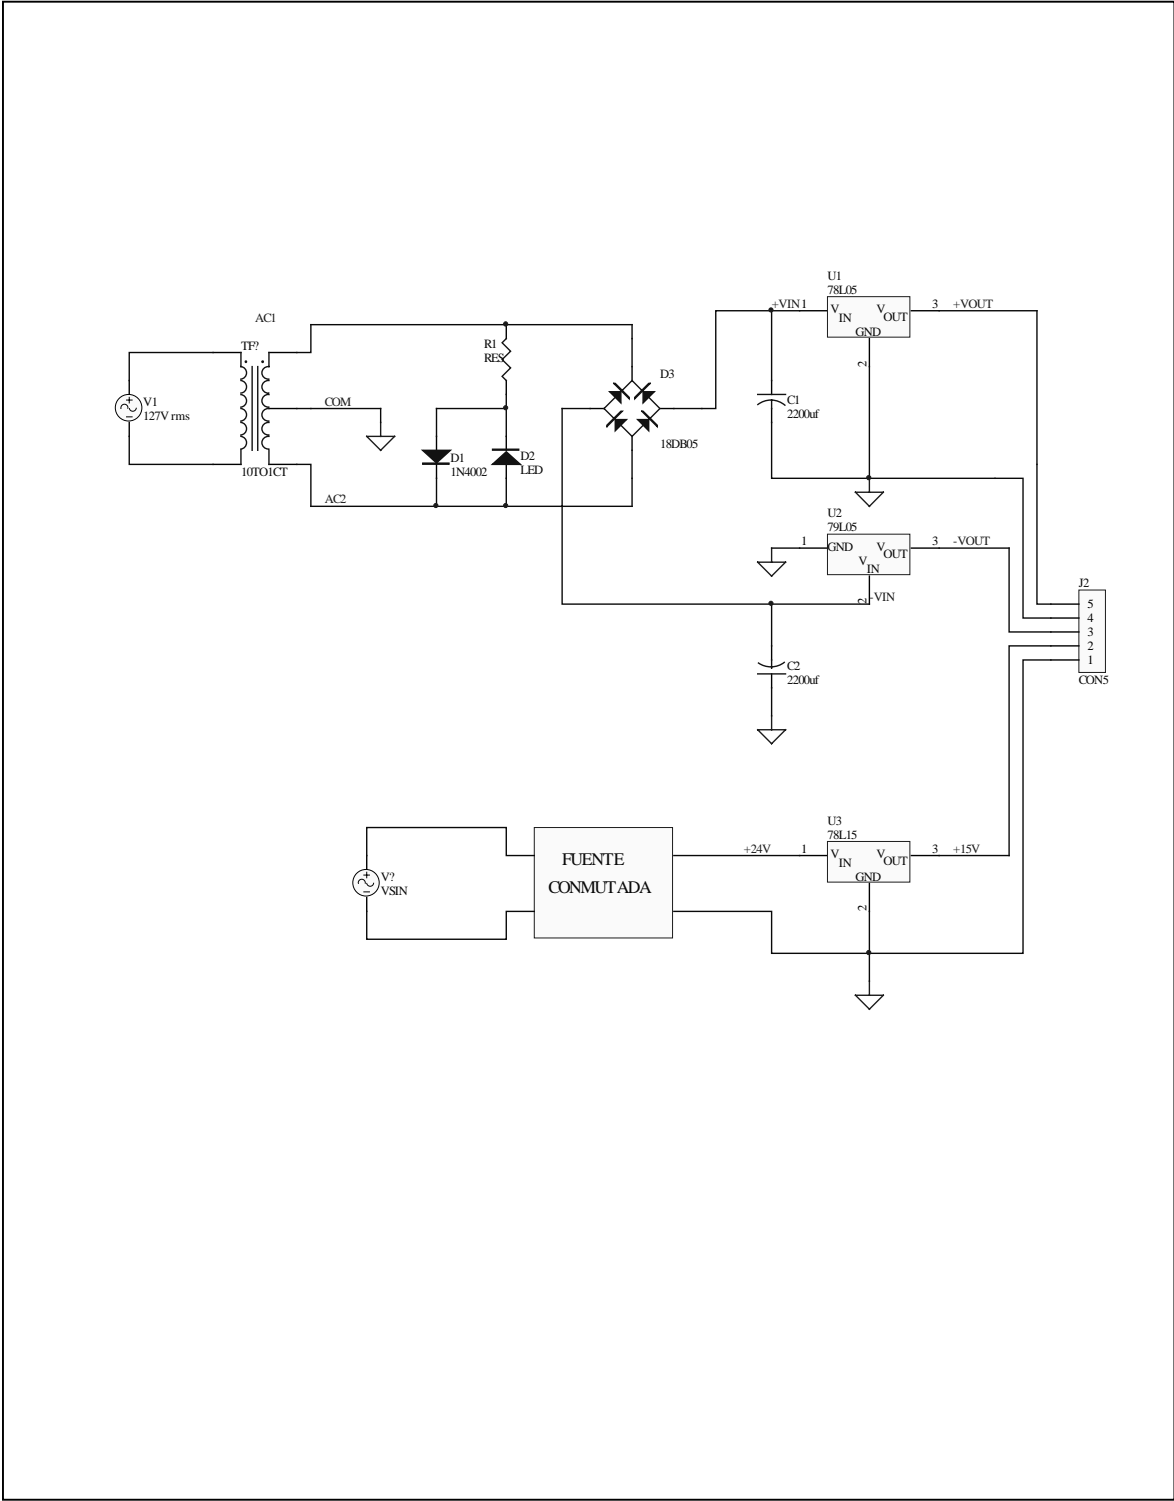 U1
78L05
+VIN 1
V IN
V OUT
GND
3 +VOUT
2
AC1
TF?
V1
127V rms
COM
10TO1CT
AC2
R1
RES
D1
1N4002
D2
LED
D3
18DB05
C1
2200uf
U2
79L05
1
GND
V OUT
V IN
3 -VOUT
2
-VIN
C2
2200uf
J2
5
4
3
2
1
CON5
U3
78L15
+24V 1
V IN
V OUT
GND
3 +15V
2
V?
VSIN
FUENTE
CONMUTADA